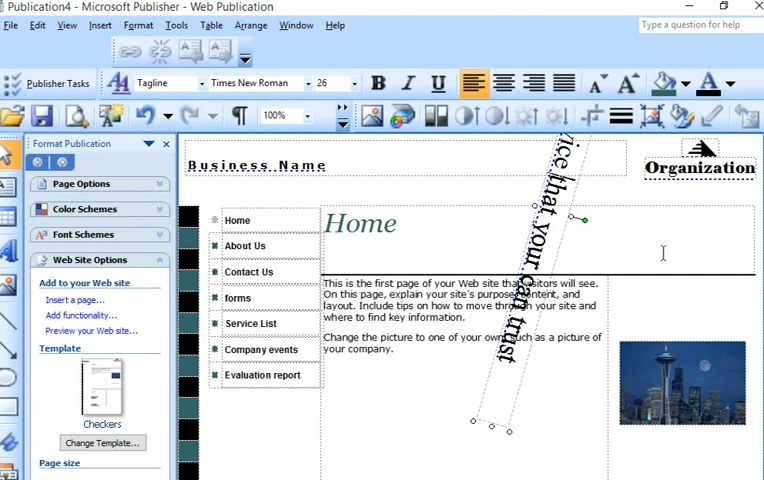 Publication4 - Microsoft Publisher - Web Publication
File Edit View Insert Format Tools Table Arrange Window Help
Type a question for help
Publisher Tasks
Tagline
Times New Roman
26
B I U
A A A
100%
Format Publication
Page Options
Color Schemes
Font Schemes
Web Site Options
Add to your Web site
Insert a page...
Add functionality...
Preview your Web site...
Template
Checkers
Change Template...
Page size
Business Name
Organization
Home
About Us
Contact Us
forms
Service List
Company events
Evaluation report
Home
vice that your can trust
This is the first page of your Web site that visitors will see.
On this page, explain your site's purpose, content, and
layout. Include tips on how to move through your site and
where to find key information.
Change the picture to one of your own, such as a picture of
your company.